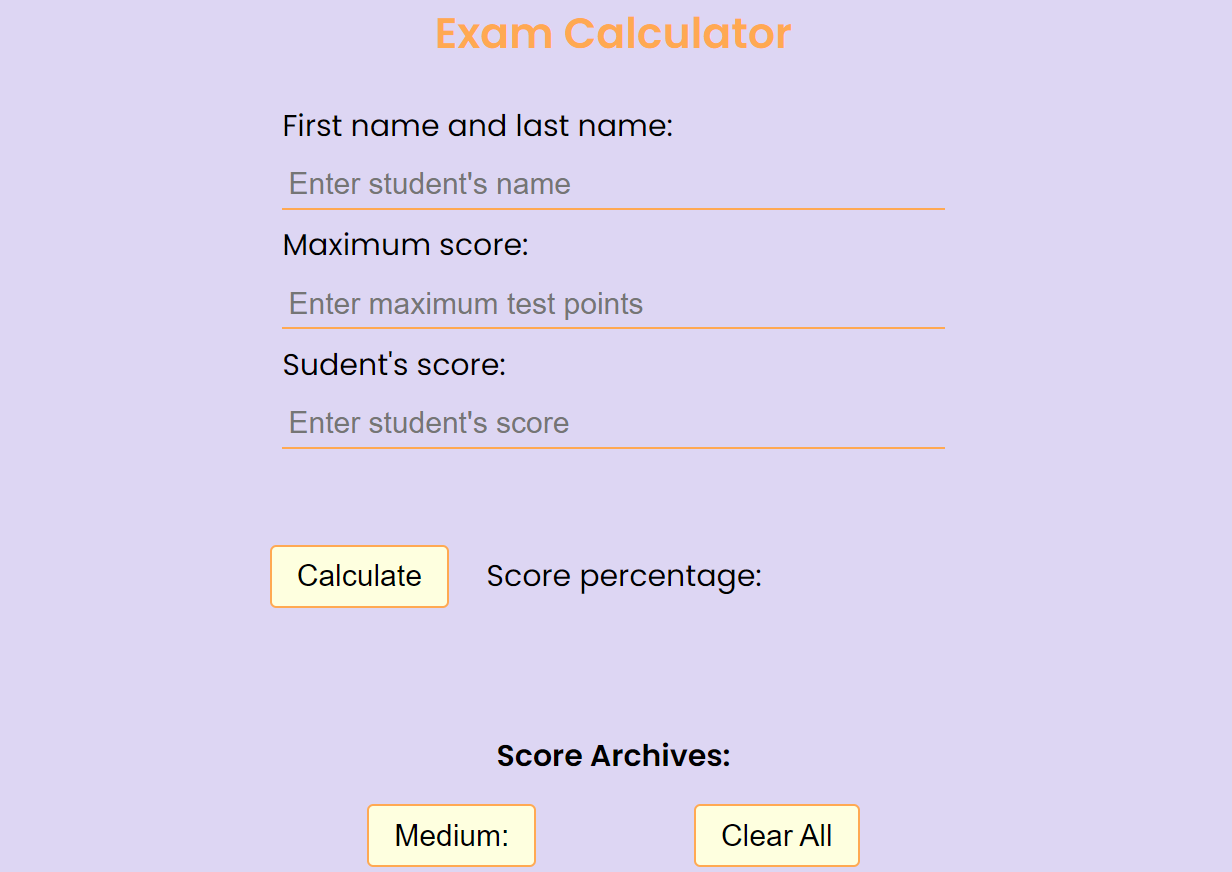 Exam Calculator
First name and last name:
Enter student's name
Maximum score:
Enter maximum test points
Sudent's score:
Enter student's score
Calculate Score percentage:
Score Archives:
Medium: Clear All